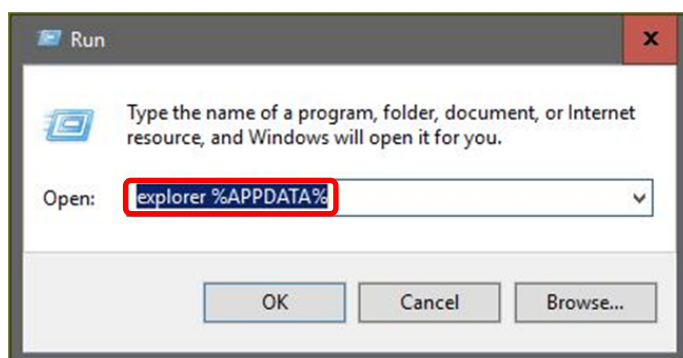 Run
Type the name of a program, folder, document, or Internet
resource, and Windows will open it for you.
Open: explorer %APPDATA%
OK Cancel Browse...